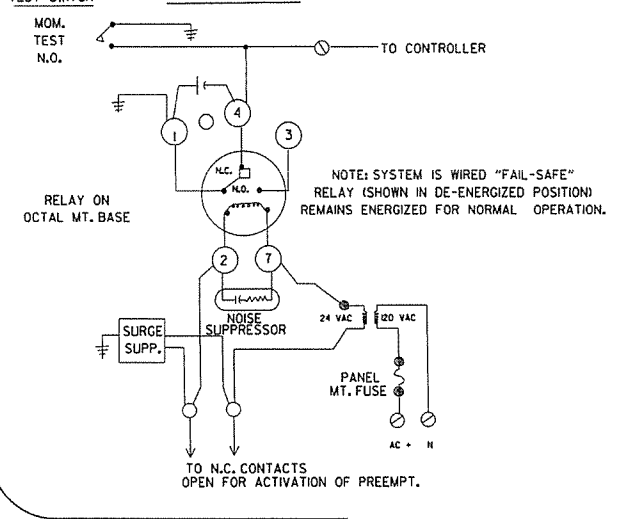 MOM.
TEST
N.O.
TO CONTROLLER
4
1
3
N.C.
N.O.
RELAY ON
OCTAL MT. BASE
NOTE: SYSTEM IS WIRED "FAIL-SAFE"
RELAY (SHOWN IN DE-ENERGIZED POSITION)
REMAINS ENERGIZED FOR NORMAL OPERATION.
2
7
NOISE
SUPPRESSOR
24 VAC
120 VAC
SURGE
SUPP.
PANEL
MT. FUSE
AC +
N
TO N.C. CONTACTS
OPEN FOR ACTIVATION OF PREEMPT.